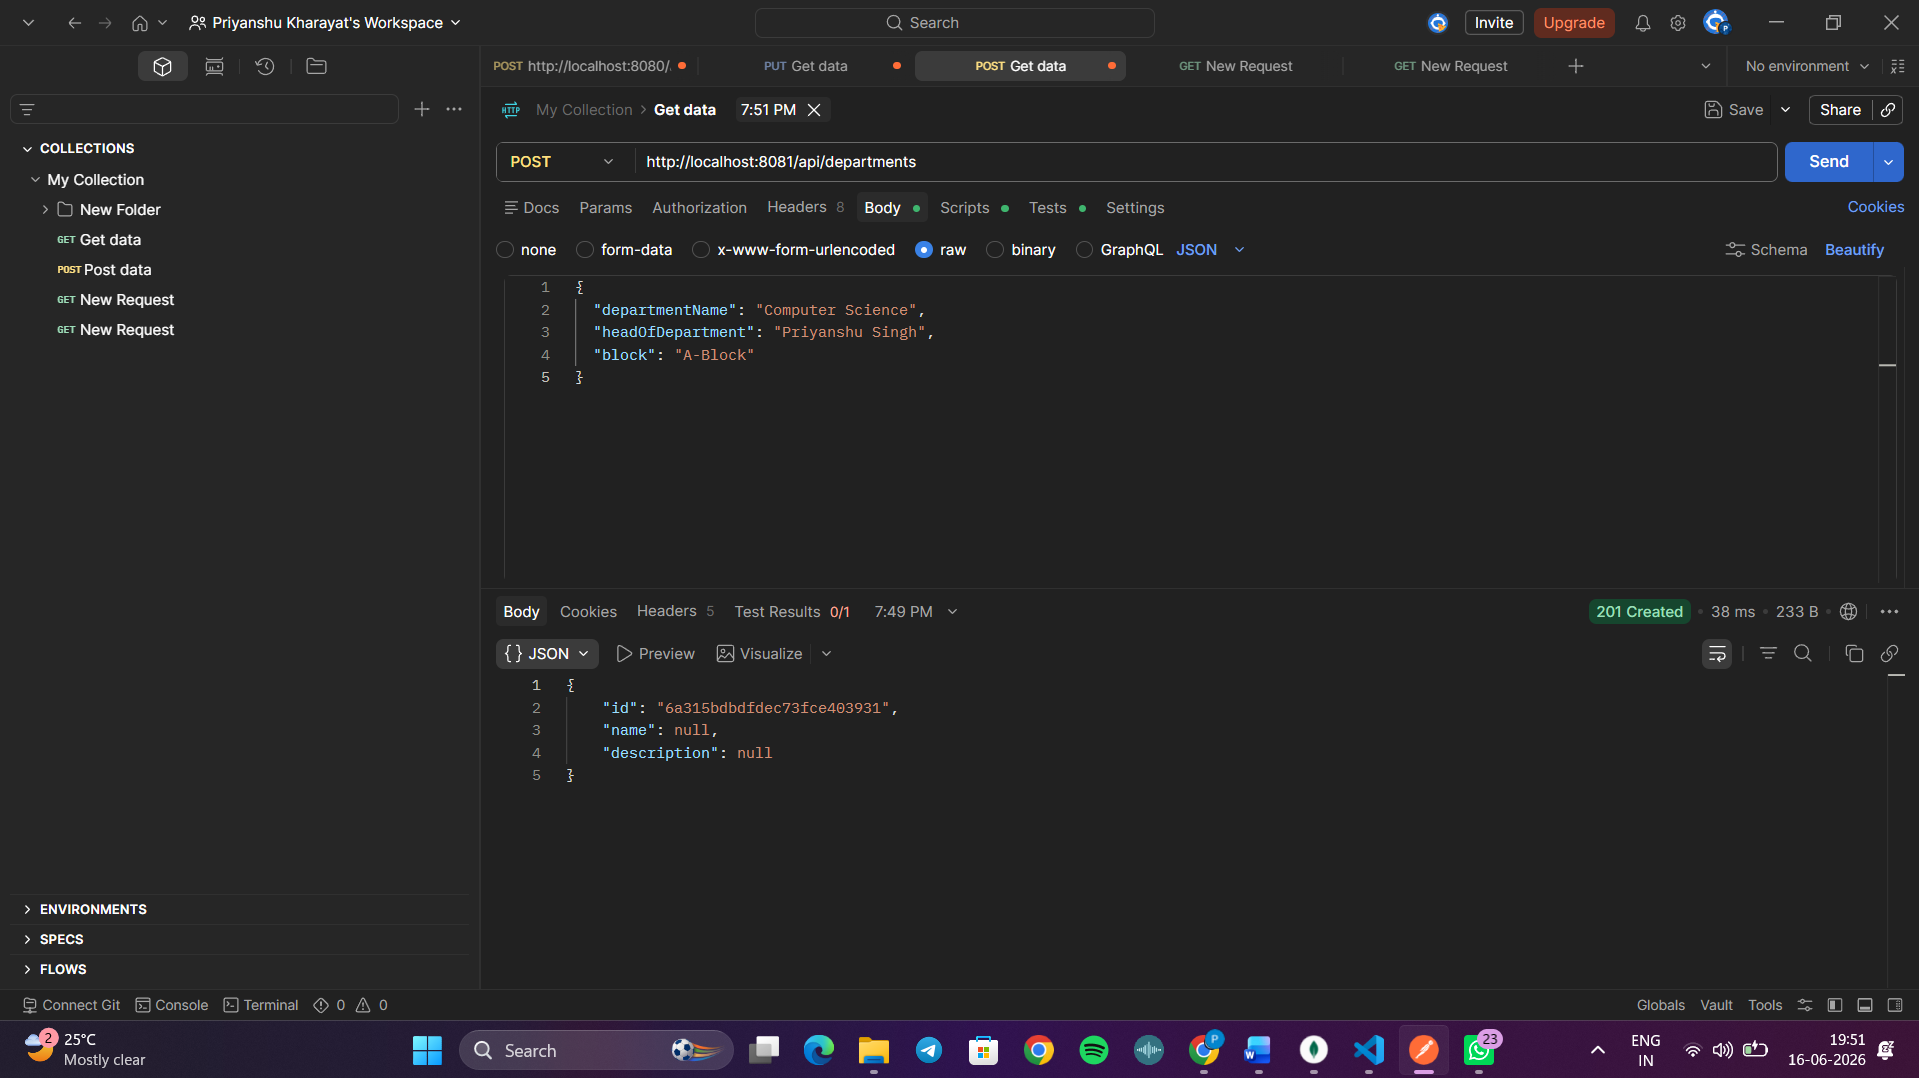 Priyanshu Kharayat's Workspace
Search
Invite
Upgrade
POST http://localhost:8080/.
PUT Get data
POST Get data
GET New Request
GET New Request
No environment
HTTP My Collection > Get data
7:51 PM
Save
Share
COLLECTIONS
My Collection
New Folder
GET Get data
POST Post data
GET New Request
GET New Request
POST
http://localhost:8081/api/departments
Send
Docs Params Authorization Headers 8 Body Scripts Tests Settings
Cookies
none form-data x-www-form-urlencoded raw binary GraphQL JSON
Schema Beautify
1 {
2 "departmentName": "Computer Science",
3 "headOfDepartment": "Priyanshu Singh",
4 "block": "A-Block"
5 }
Body Cookies Headers 5 Test Results 0/1 7:49 PM
201 Created • 38 ms • 233 B
{} JSON Preview Visualize
1 {
2 "id": "6a315bdbdfdec73fce403931",
3 "name": null,
4 "description": null
5 }
ENVIRONMENTS
SPECS
FLOWS
Connect Git Console Terminal 0 0
Globals Vault Tools
2
25°C
Mostly clear
Search
P
W
23
ENG
IN
19:51
16-06-2026